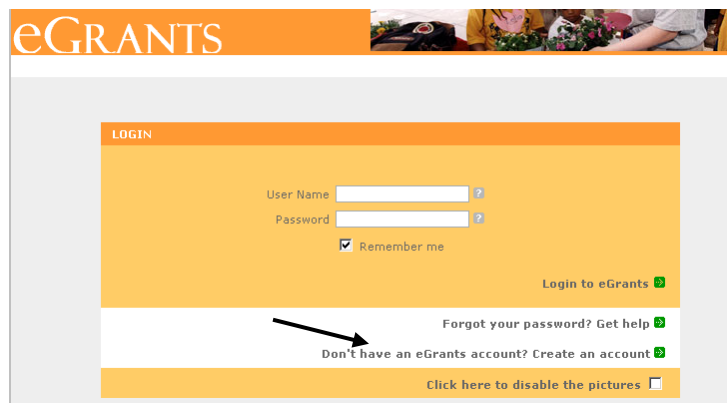 eGRANTS
LOGIN
User Name ?
Password ?
Remember me
Login to eGrants
Forgot your password? Get help
Don't have an eGrants account? Create an account
Click here to disable the pictures